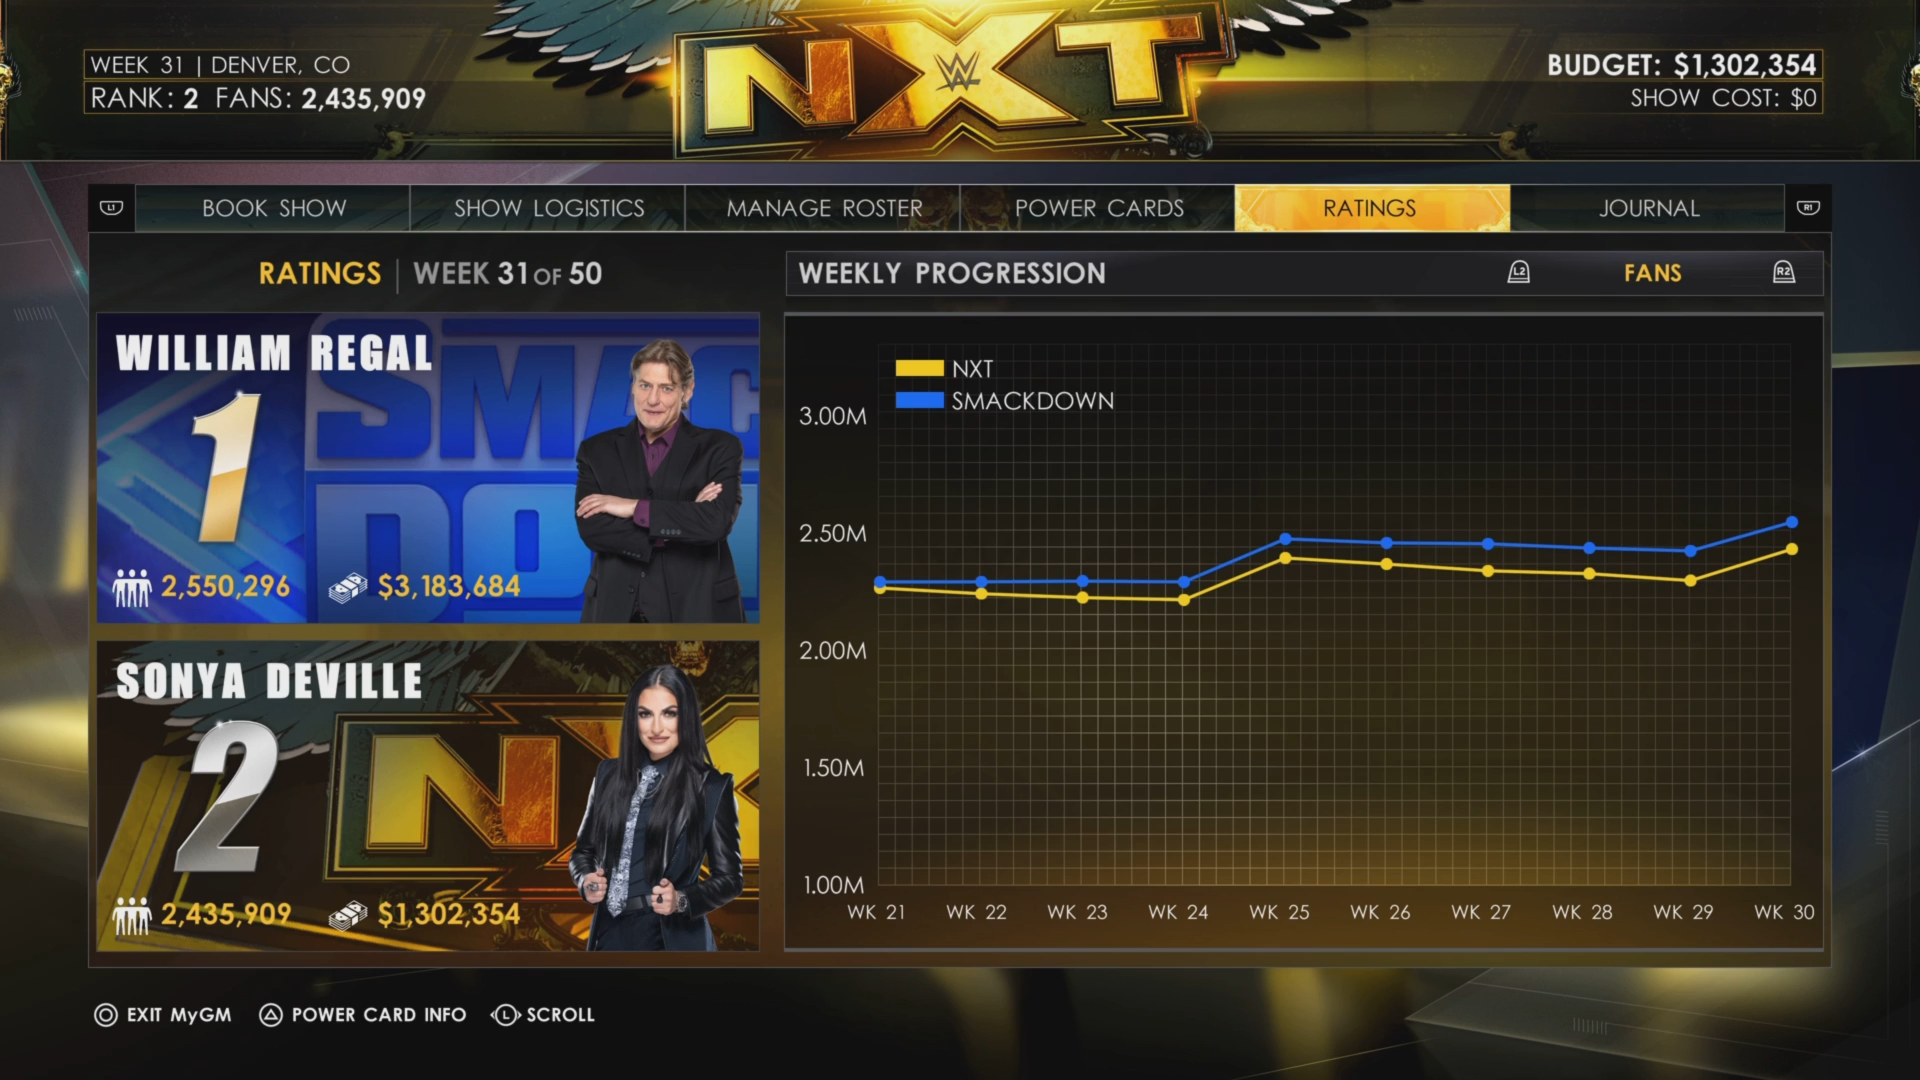 WEEK 31 | DENVER, CO
RANK: 2 FANS: 2,435,909
NXT
W
BUDGET: $1,302,354
SHOW COST: $0
L1
BOOK SHOW
SHOW LOGISTICS
MANAGE ROSTER
POWER CARDS
RATINGS
JOURNAL
R1
RATINGS | WEEK 31 OF 50
WILLIAM REGAL
1
2,550,296
$3,183,684
SONYA DEVILLE
2
NX
2,435,909
$1,302,354
WEEKLY PROGRESSION
L2
FANS
R2
NXT
SMACKDOWN
3.00M
2.50M
2.00M
1.50M
1.00M
WK 21
WK 22
WK 23
WK 24
WK 25
WK 26
WK 27
WK 28
WK 29
WK 30
EXIT MyGM
POWER CARD INFO
L SCROLL